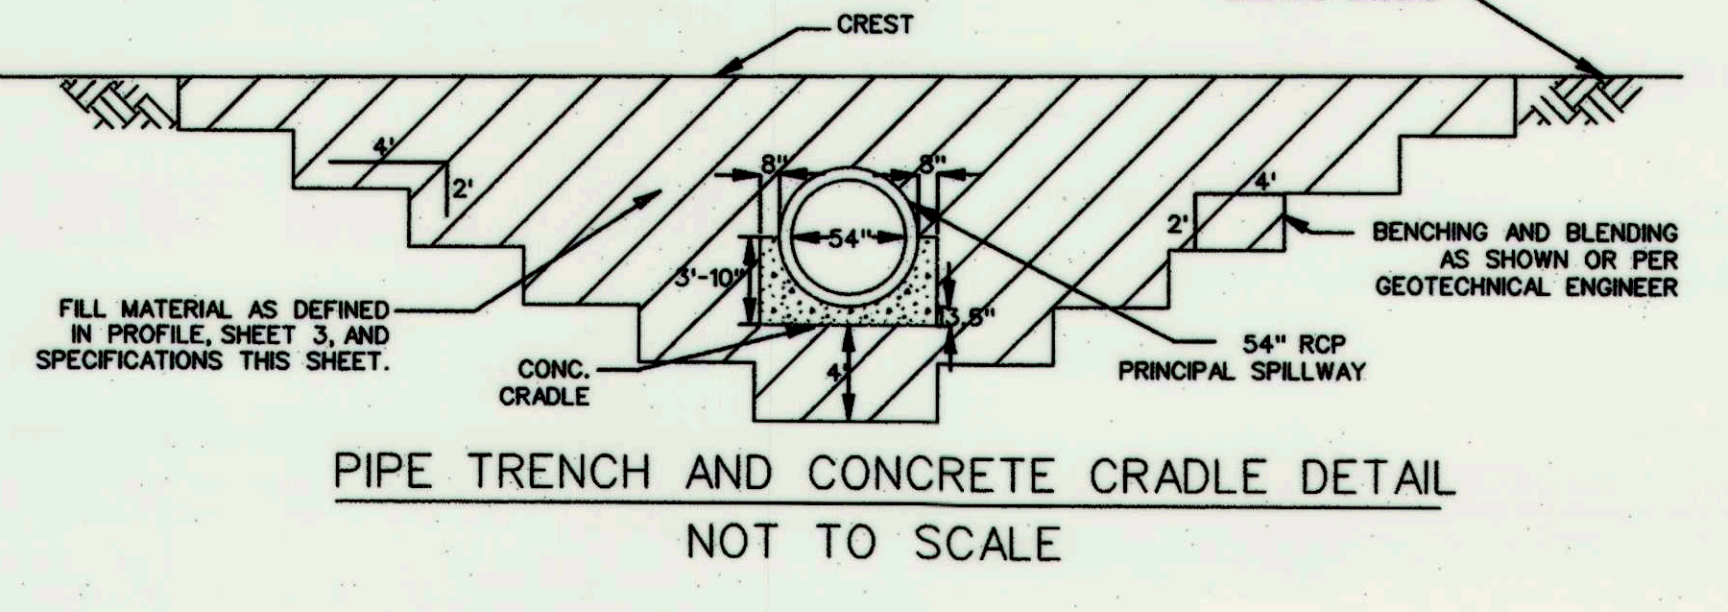 CREST
4'
2'
8"
8"
54"
3'-10"
4'
2'
BENCHING AND BLENDING
AS SHOWN OR PER
GEOTECHNICAL ENGINEER
FILL MATERIAL AS DEFINED
IN PROFILE, SHEET 3, AND
SPECIFICATIONS THIS SHEET.
CONC.
CRADLE
4'
54" RCP
PRINCIPAL SPILLWAY
PIPE TRENCH AND CONCRETE CRADLE DETAIL
NOT TO SCALE